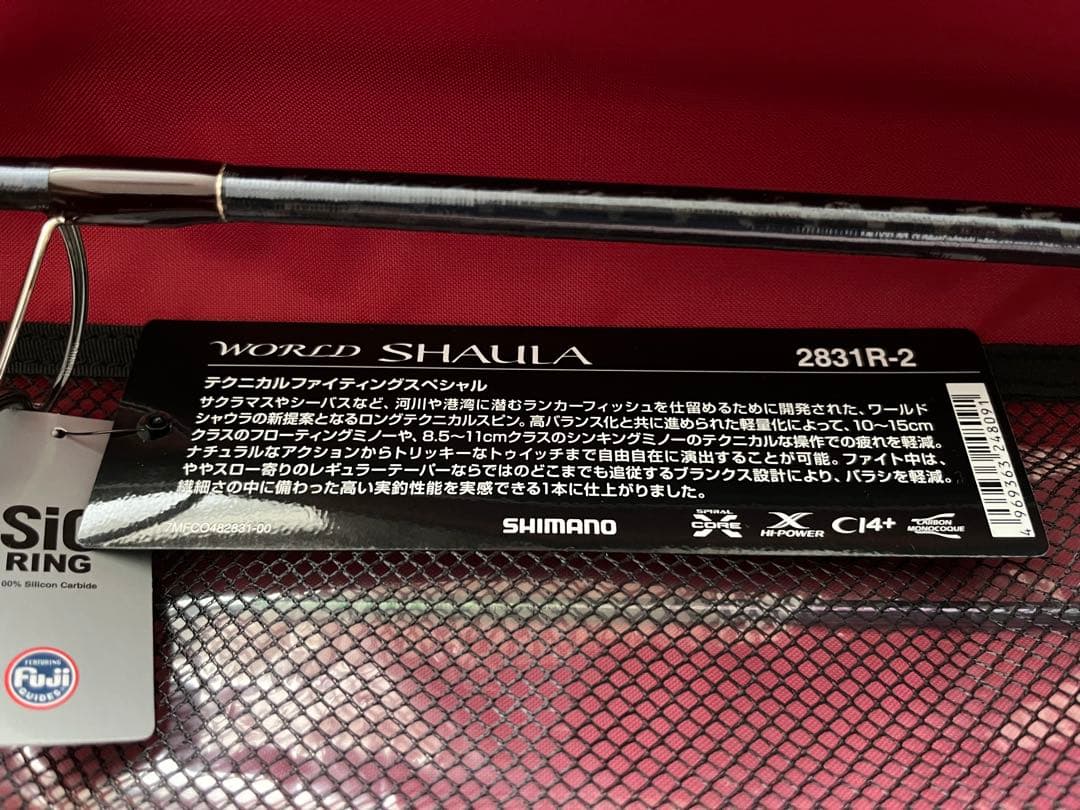 WORLD SHAULA 2831R-2
テクニカルファイティングスペシャル
サクラマスやシーバスなど、河川や港湾に潜むランカーフィッシュを仕留めるために開発された、ワールド
シャウラの新提案となるロングテクニカルスピン。高バランス化と共に進められた軽量化によって、10〜15cm
クラスのフローティングミノーや、8.5〜11cmクラスのシンキングミノーのテクニカルな操作での疲れを軽減。
ナチュラルなアクションからトリッキーなトゥイッチまで自由自在に演出することが可能。ファイト中は、
ややスロー寄りのレギュラーテーパーならではのどこまでも追従するブランクス設計により、バラシを軽減。
繊細さの中に備わった高い実釣性能を実感できる1本に仕上がりました。
7MFCO482831-00
SHIMANO
SPIRAL X CORE
X HI-POWER
CI4+
CARBON MONOCOQUE
4 969363 248091
SiC
RING
00% Silicon Carbide
FEATURING
Fuji
GUIDES